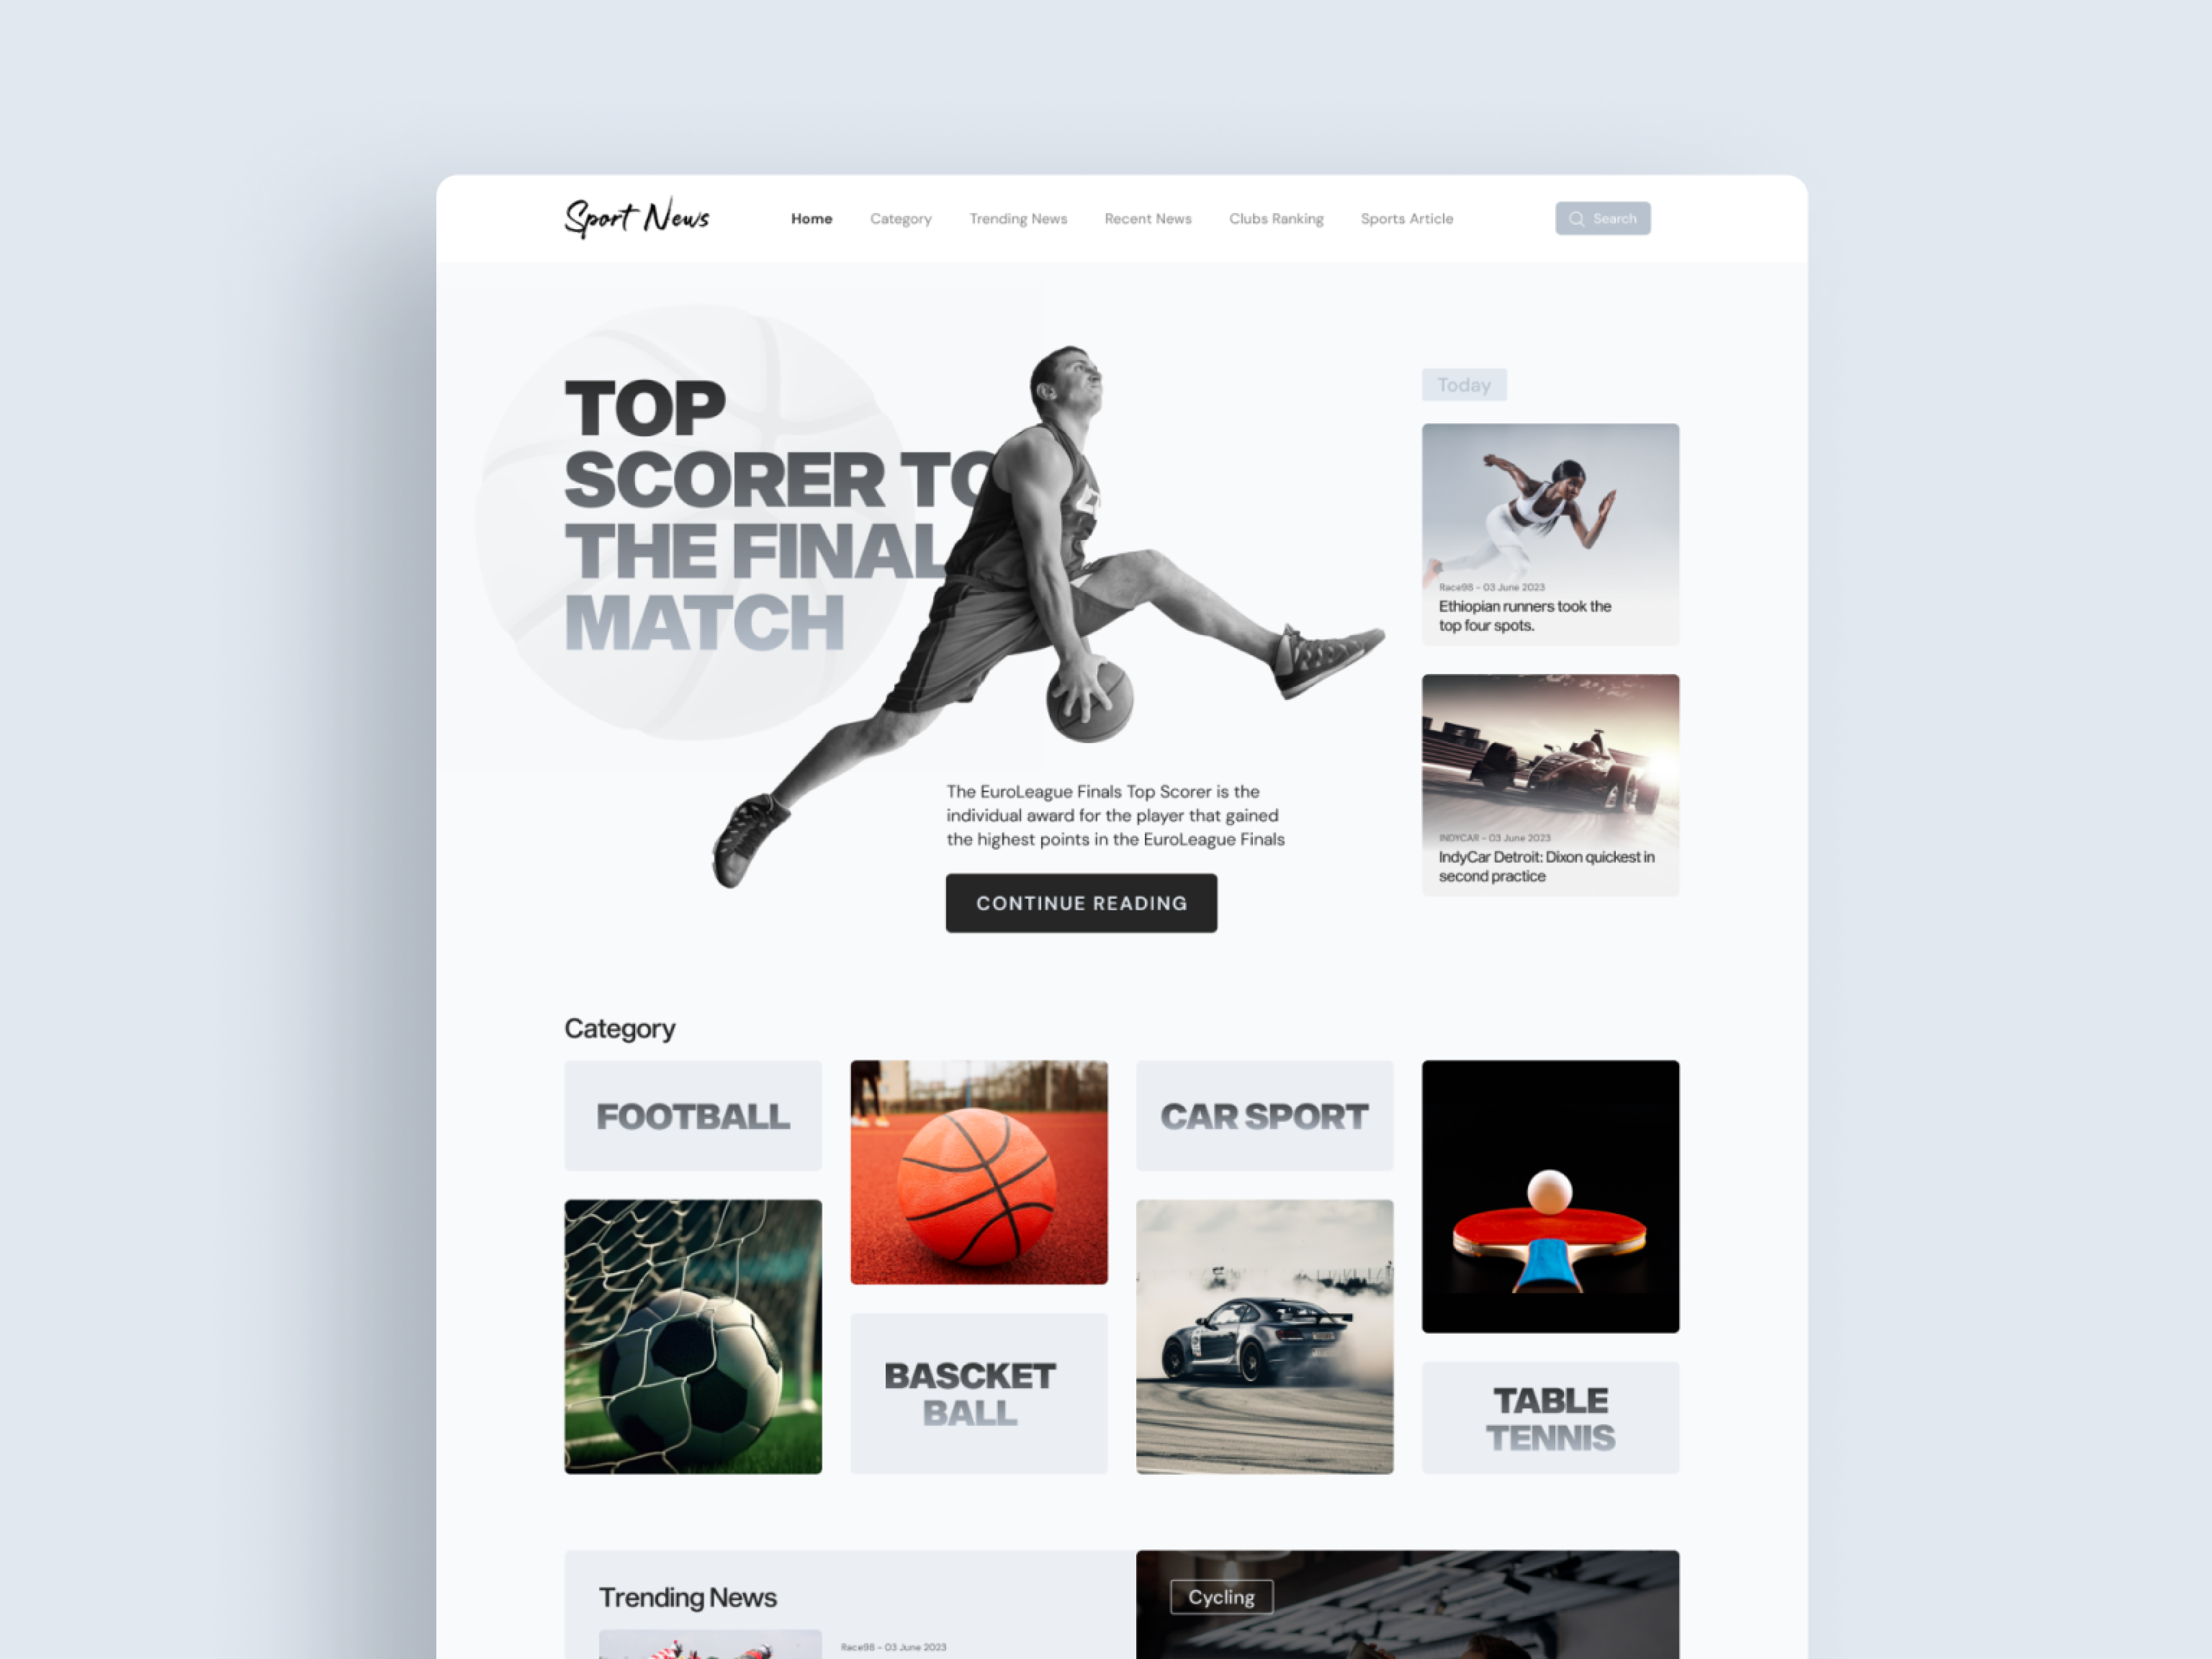 Sport News
Home
Category
Trending News
Recent News
Clubs Ranking
Sports Article
Search
TOP
SCORER TO
THE FINAL
MATCH
The EuroLeague Finals Top Scorer is the
individual award for the player that gained
the highest points in the EuroLeague Finals
CONTINUE READING
Today
Race98 - 03 June 2023
Ethiopian runners took the
top four spots.
INDYCAR - 03 June 2023
IndyCar Detroit: Dixon quickest in
second practice
Category
FOOTBALL
BASCKET
BALL
CAR SPORT
TABLE
TENNIS
Trending News
Race98 - 03 June 2023
Cycling